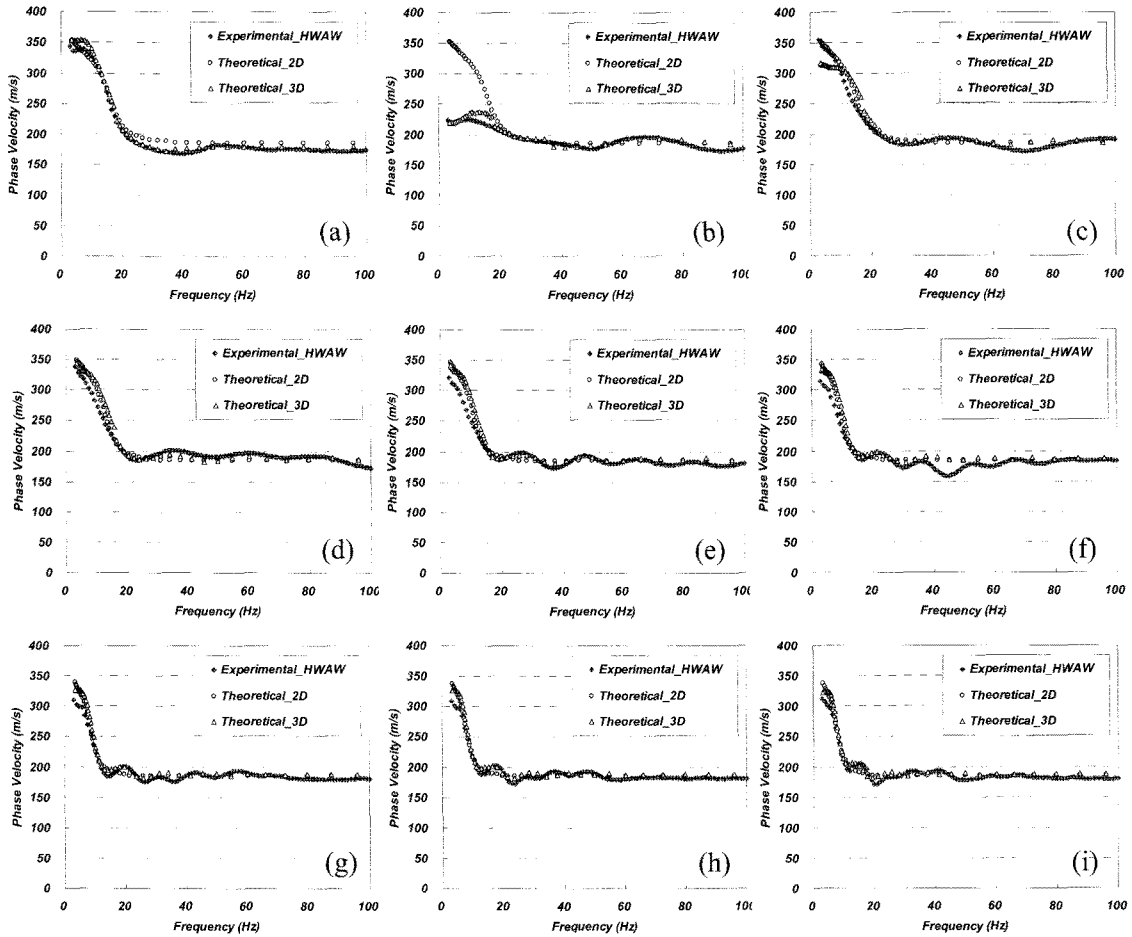 Phase Velocity (m/s)
400
350
300
250
200
150
100
50
0
Experimental_HWAW
Theoretical_2D
Theoretical_3D
(a)
0 20 40 60 80 100
Frequency (Hz)
Phase Velocity (m/s)
400
350
300
250
200
150
100
50
0
Experimental_HWAW
Theoretical_2D
Theoretical_3D
(b)
0 20 40 60 80 100
Frequency (Hz)
Phase Velocity (m/s)
400
350
300
250
200
150
100
50
0
Experimental_HWAW
Theoretical_2D
Theoretical_3D
(c)
0 20 40 60 80 100
Frequency (Hz)
Phase Velocity (m/s)
400
350
300
250
200
150
100
50
0
Experimental_HWAW
Theoretical_2D
Theoretical_3D
(d)
0 20 40 60 80 100
Frequency (Hz)
Phase Velocity (m/s)
400
350
300
250
200
150
100
50
0
Experimental_HWAW
Theoretical_2D
Theoretical_3D
(e)
0 20 40 60 80 100
Frequency (Hz)
Phase Velocity (m/s)
400
350
300
250
200
150
100
50
0
Experimental_HWAW
Theoretical_2D
Theoretical_3D
(f)
0 20 40 60 80 100
Frequency (Hz)
Phase Velocity (m/s)
400
350
300
250
200
150
100
50
0
Experimental_HWAW
Theoretical_2D
Theoretical_3D
(g)
0 20 40 60 80 100
Frequency (Hz)
Phase Velocity (m/s)
400
350
300
250
200
150
100
50
0
Experimental_HWAW
Theoretical_2D
Theoretical_3D
(h)
0 20 40 60 80 100
Frequency (Hz)
Phase Velocity (m/s)
400
350
300
250
200
150
100
50
0
Experimental_HWAW
Theoretical_2D
Theoretical_3D
(i)
0 20 40 60 80 100
Frequency (Hz)